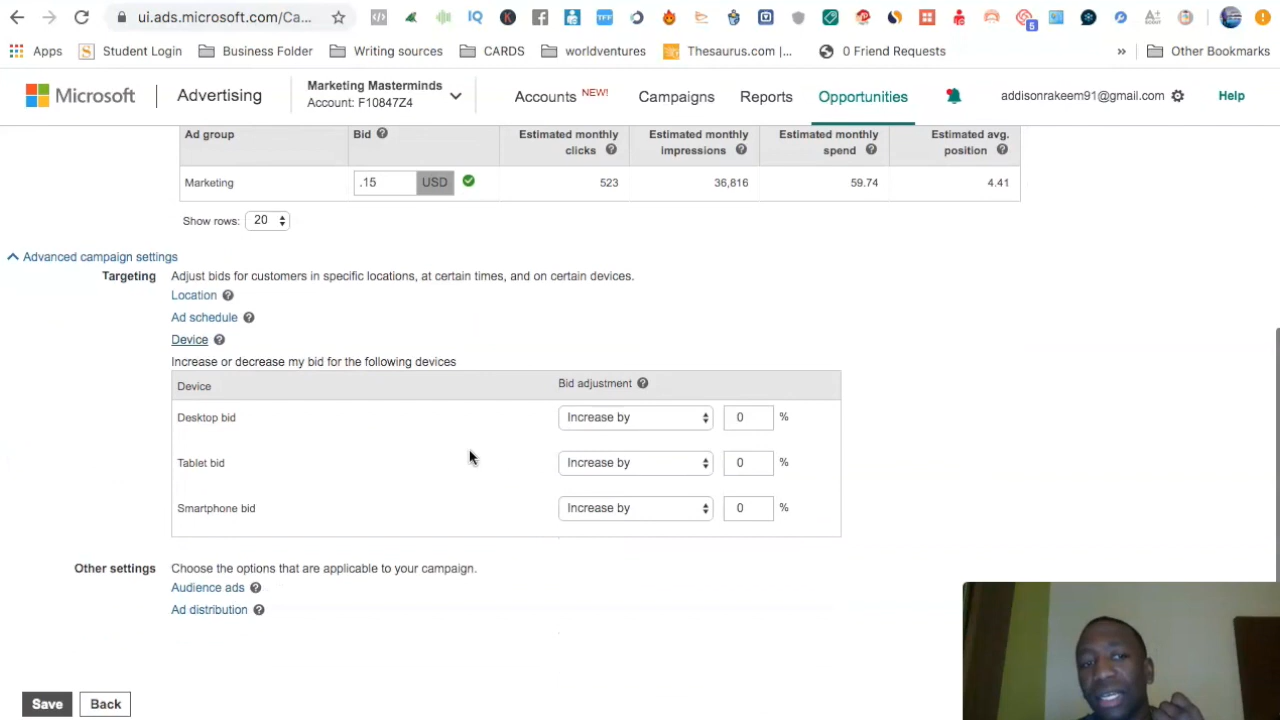 ui.ads.microsoft.com/Ca...
5
Apps Student Login Business Folder Writing sources CARDS worldventures Thesaurus.com |... 0 Friend Requests » Other Bookmarks
Microsoft Advertising
Marketing Masterminds
Account: F10847Z4
Accounts NEW! Campaigns Reports Opportunities
addisonrakeem91@gmail.com
Help
Ad group Bid Estimated monthly clicks Estimated monthly impressions Estimated monthly spend Estimated avg. position
Marketing .15 USD 523 36,816 59.74 4.41
Show rows: 20
Advanced campaign settings
Targeting Adjust bids for customers in specific locations, at certain times, and on certain devices.
Location
Ad schedule
Device
Increase or decrease my bid for the following devices
Device Bid adjustment
Desktop bid Increase by 0 %
Tablet bid Increase by 0 %
Smartphone bid Increase by 0 %
Other settings Choose the options that are applicable to your campaign.
Audience ads
Ad distribution
Save Back